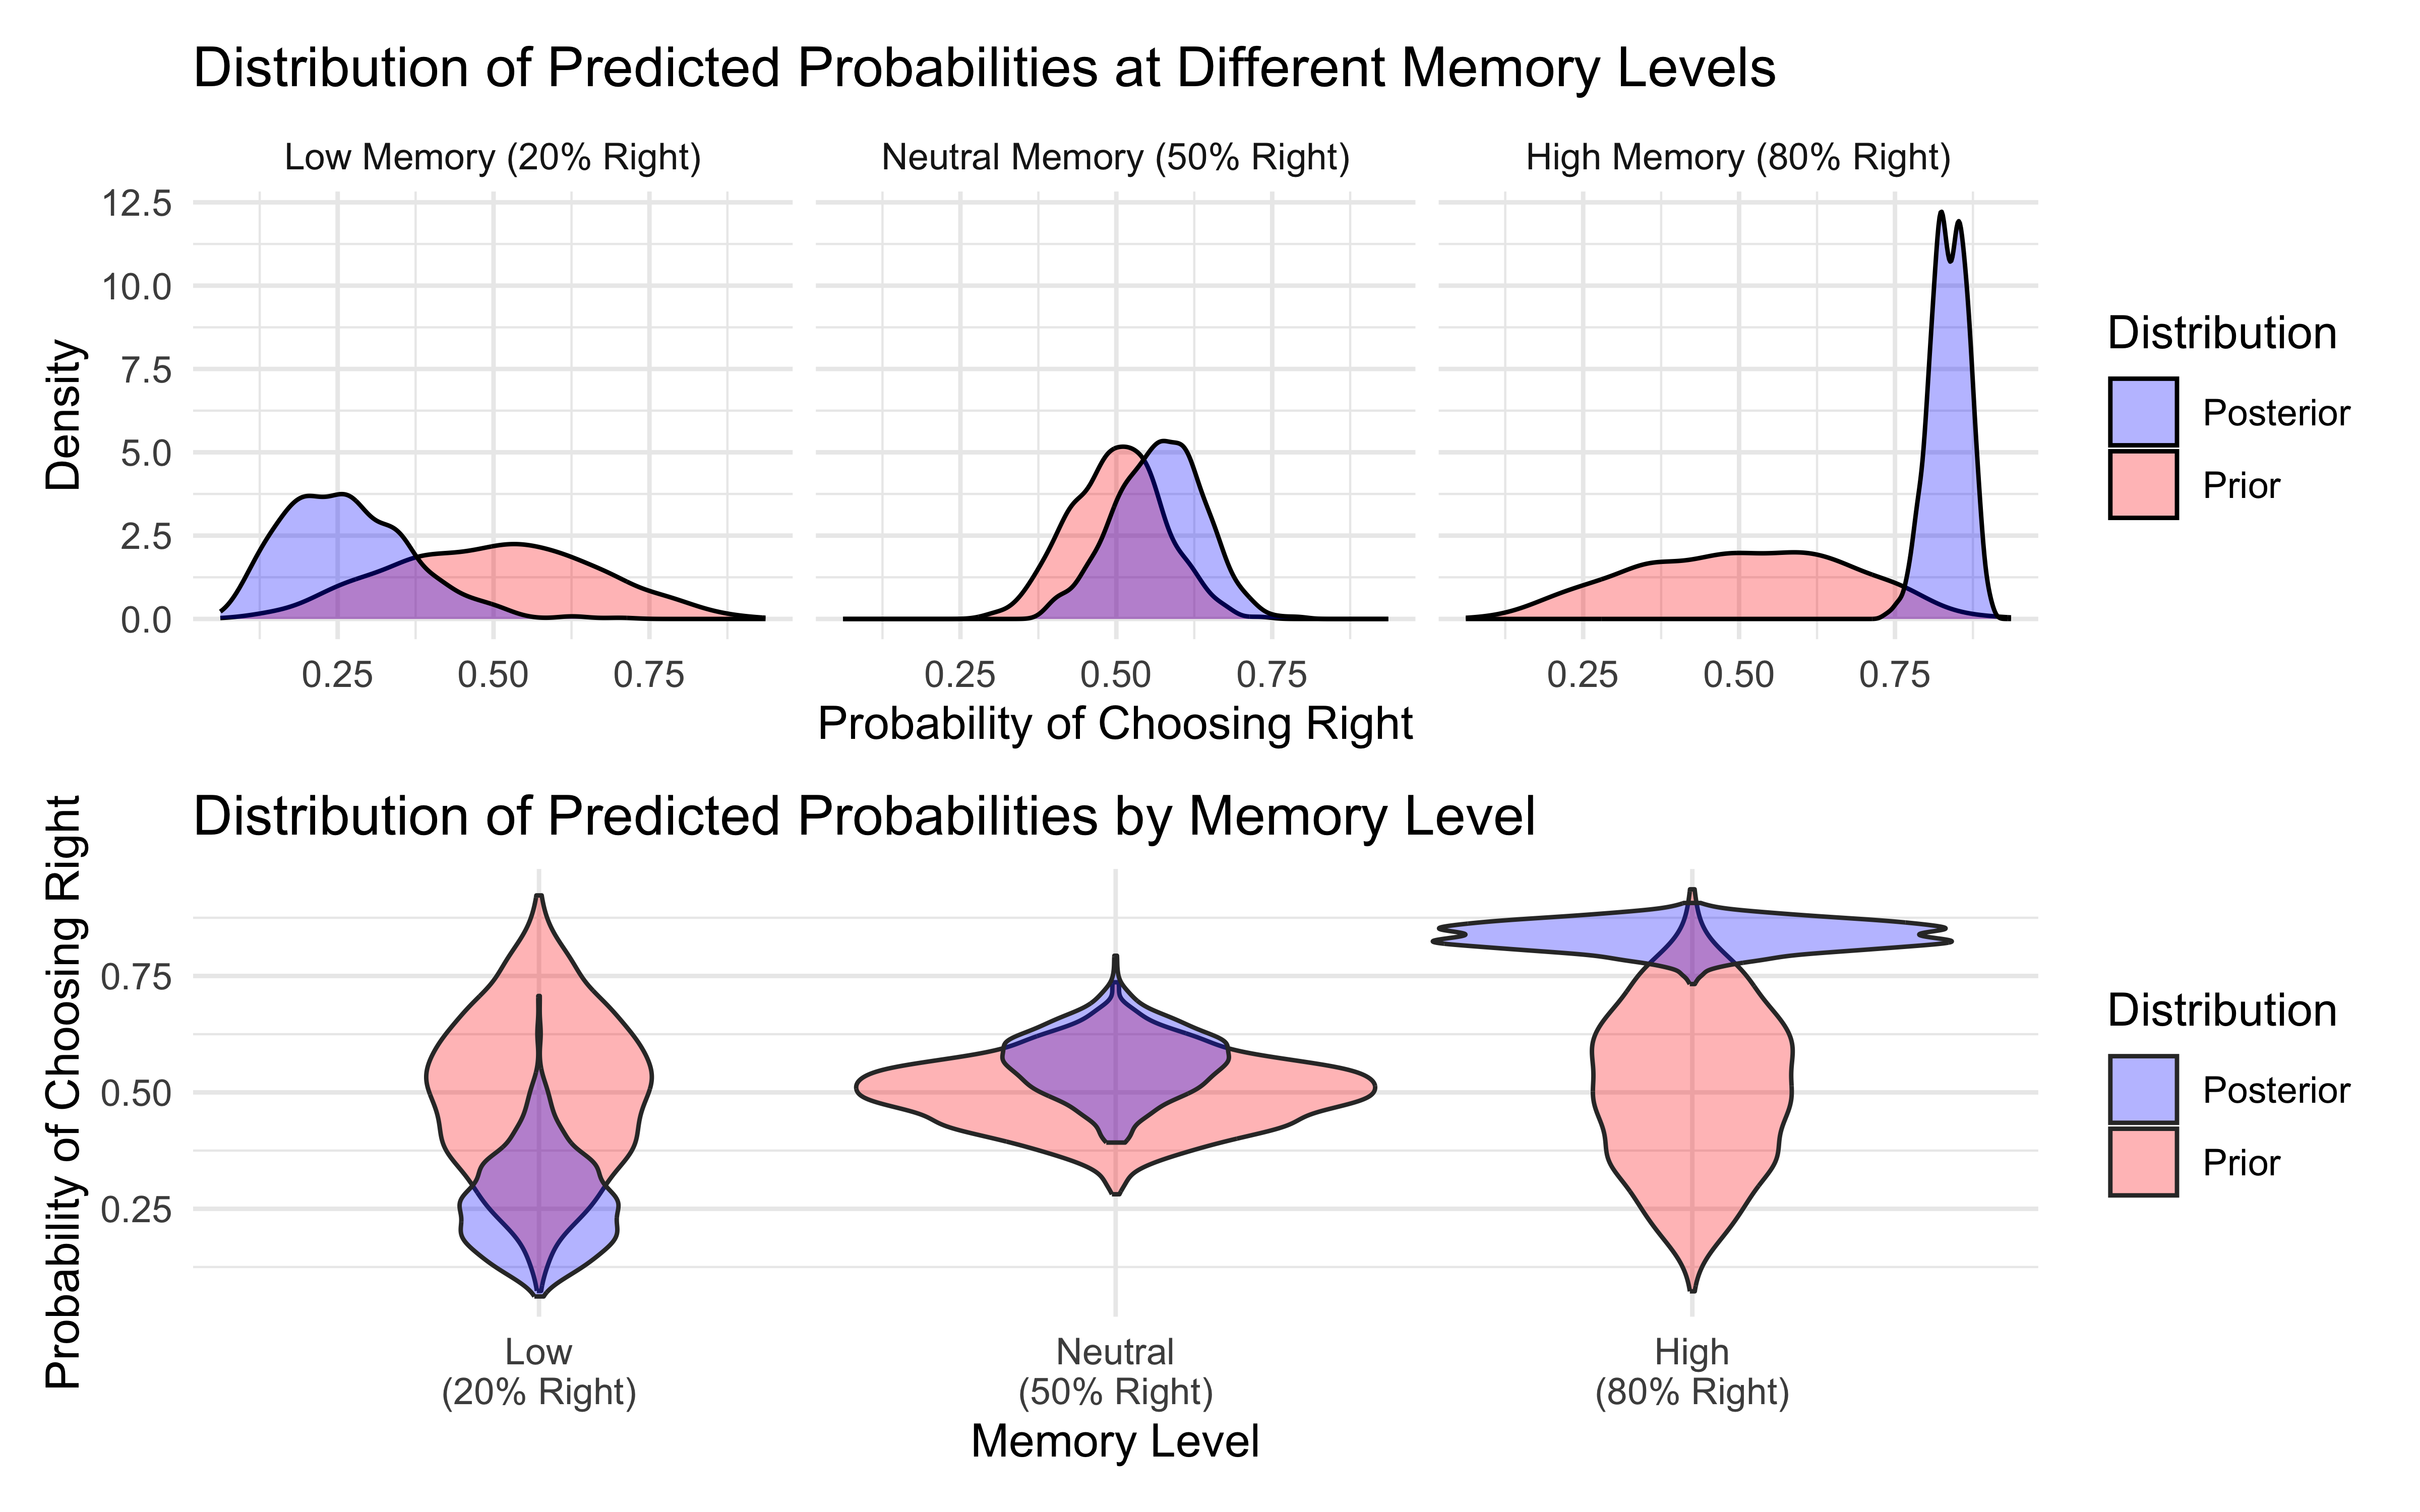 Distribution of Predicted Probabilities at Different Memory Levels
Low Memory (20% Right)
Neutral Memory (50% Right)
High Memory (80% Right)
Density
12.5
10.0
7.5
5.0
2.5
0.0
0.25
0.50
0.75
0.25
0.50
0.75
0.25
0.50
0.75
Probability of Choosing Right
Distribution
Posterior
Prior
Distribution of Predicted Probabilities by Memory Level
Probability of Choosing Right
0.75
0.50
0.25
Low
(20% Right)
Neutral
(50% Right)
High
(80% Right)
Memory Level
Distribution
Posterior
Prior